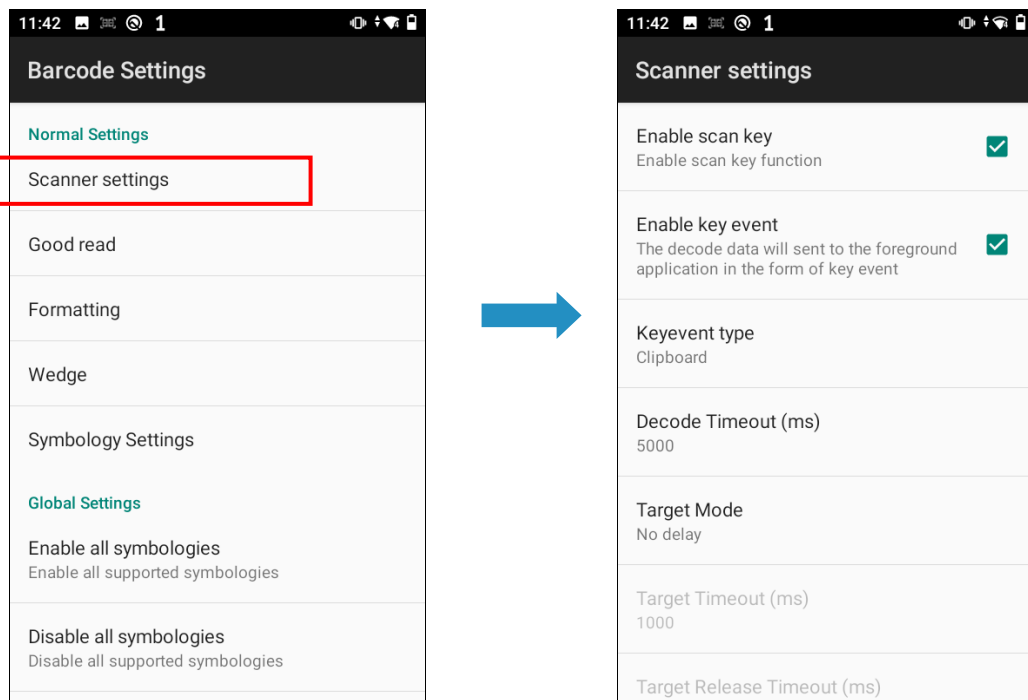 11:42 1
Barcode Settings
Normal Settings
Scanner settings
Good read
Formatting
Wedge
Symbology Settings
Global Settings
Enable all symbologies
Enable all supported symbologies
Disable all symbologies
Disable all supported symbologies
11:42 1
Scanner settings
Enable scan key
Enable scan key function
Enable key event
The decode data will sent to the foreground
application in the form of key event
Keyevent type
Clipboard
Decode Timeout (ms)
5000
Target Mode
No delay
Target Timeout (ms)
1000
Target Release Timeout (ms)